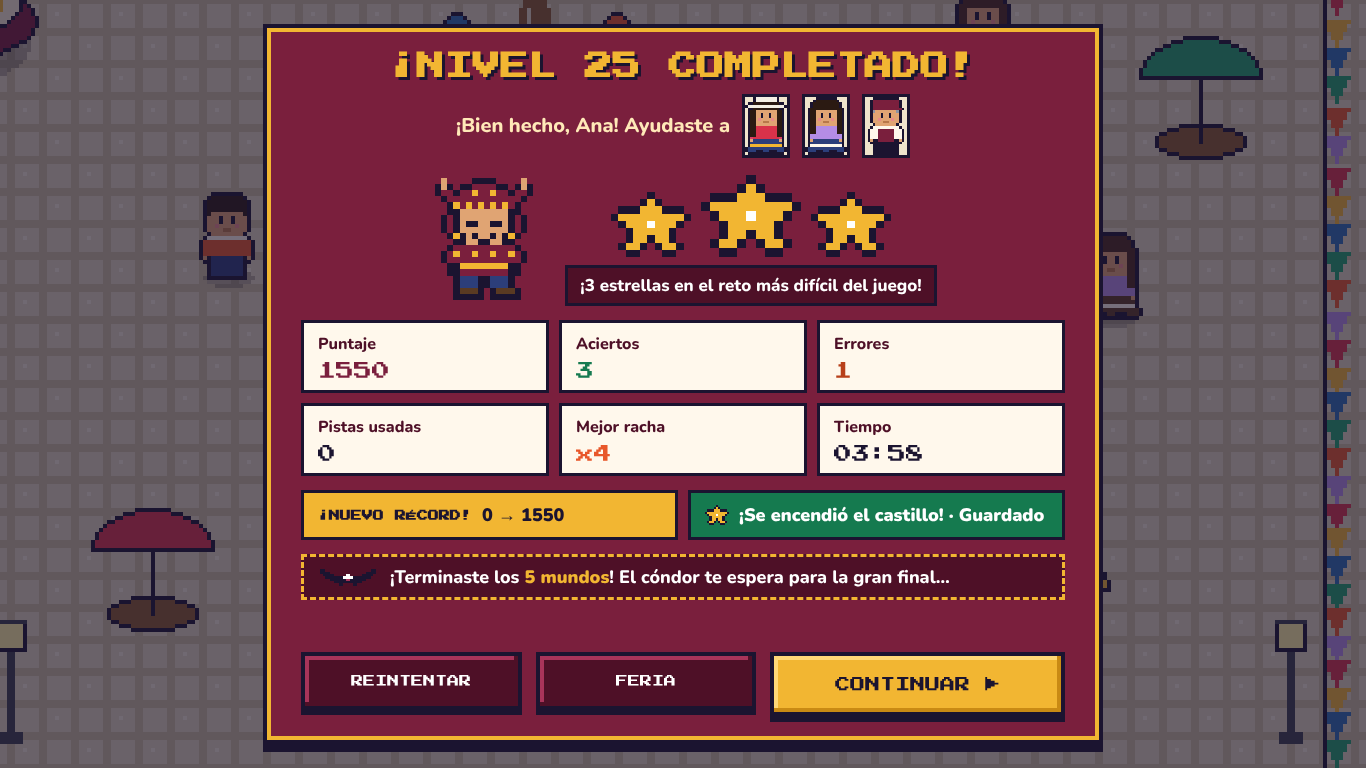 ¡NIVEL 25 COMPLETADO!
¡Bien hecho, Ana! Ayudaste a
¡3 estrellas en el reto más difícil del juego!
Puntaje
1550
Aciertos
3
Errores
1
Pistas usadas
0
Mejor racha
x4
Tiempo
03:58
¡NUEVO RÉCORD! 0 → 1550
¡Se encendió el castillo! · Guardado
¡Terminaste los 5 mundos! El cóndor te espera para la gran final...
REINTENTAR
FERIA
CONTINUAR ▶